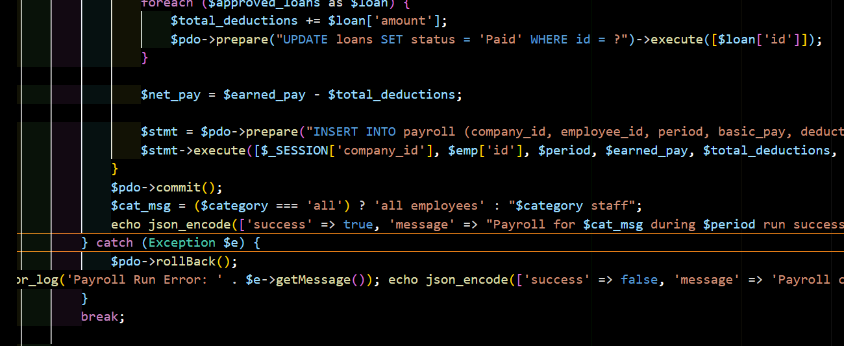 foreach ($approved_loans as $loan) {
$total_deductions += $loan['amount'];
$pdo->prepare("UPDATE loans SET status = 'Paid' WHERE id = ?")->execute([$loan['id']]);
}
$net_pay = $earned_pay - $total_deductions;
$stmt = $pdo->prepare("INSERT INTO payroll (company_id, employee_id, period, basic_pay, deduct
$stmt->execute([$_SESSION['company_id'], $emp['id'], $period, $earned_pay, $total_deductions,
}
$pdo->commit();
$cat_msg = ($category === 'all') ? 'all employees' : "$category staff";
echo json_encode(['success' => true, 'message' => "Payroll for $cat_msg during $period run success
} catch (Exception $e) {
$pdo->rollBack();
or_log('Payroll Run Error: ' . $e->getMessage()); echo json_encode(['success' => false, 'message' => 'Payroll c
}
break;